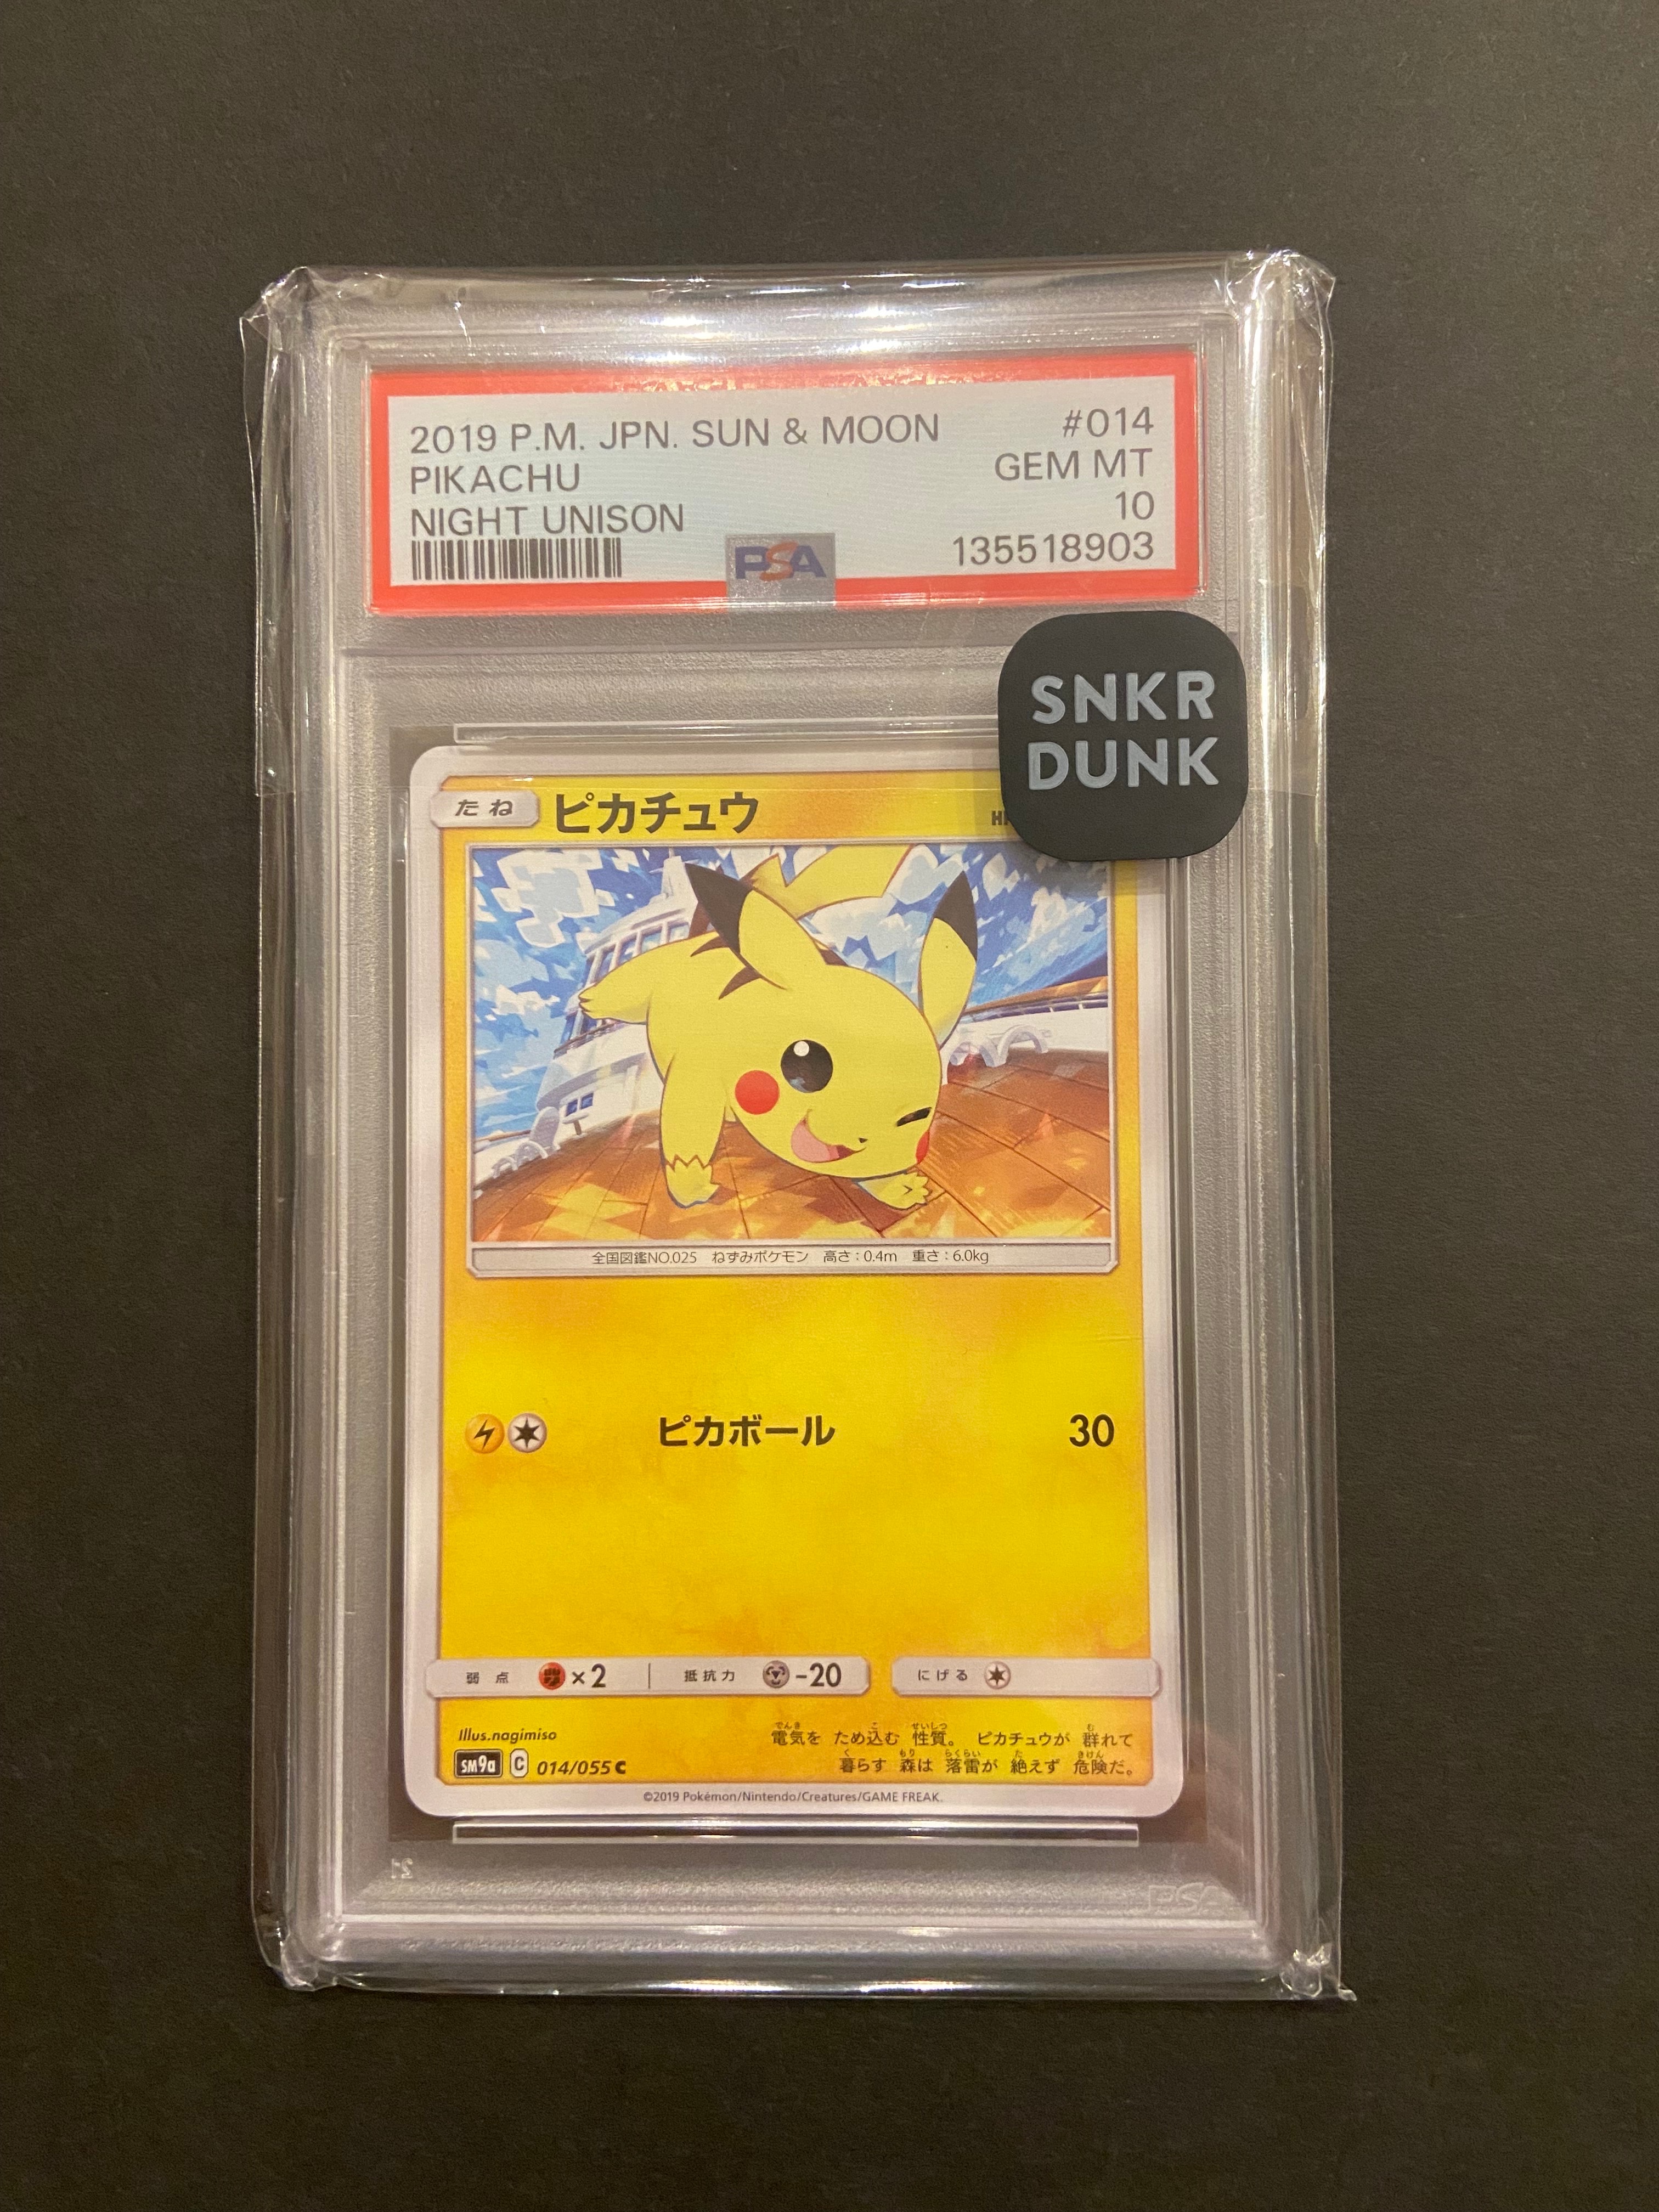 2019 P.M. JPN. SUN & MOON #014
PIKACHU GEM MT
NIGHT UNISON 10
PSA 135518903
SNKR
DUNK
たね ピカチュウ
全国図鑑NO.025 ねずみポケモン 高さ:0.4m 重さ:6.0kg
ピカボール 30
弱点 ×2 抵抗力 -20 にげる
Illus.nagimiso
電気を ため込む 性質。 ピカチュウが 群れて
暮らす 森は 落雷が 絶えず 危険だ。
SM9a C 014/055 C
©2019 Pokémon/Nintendo/Creatures/GAME FREAK.
PSA